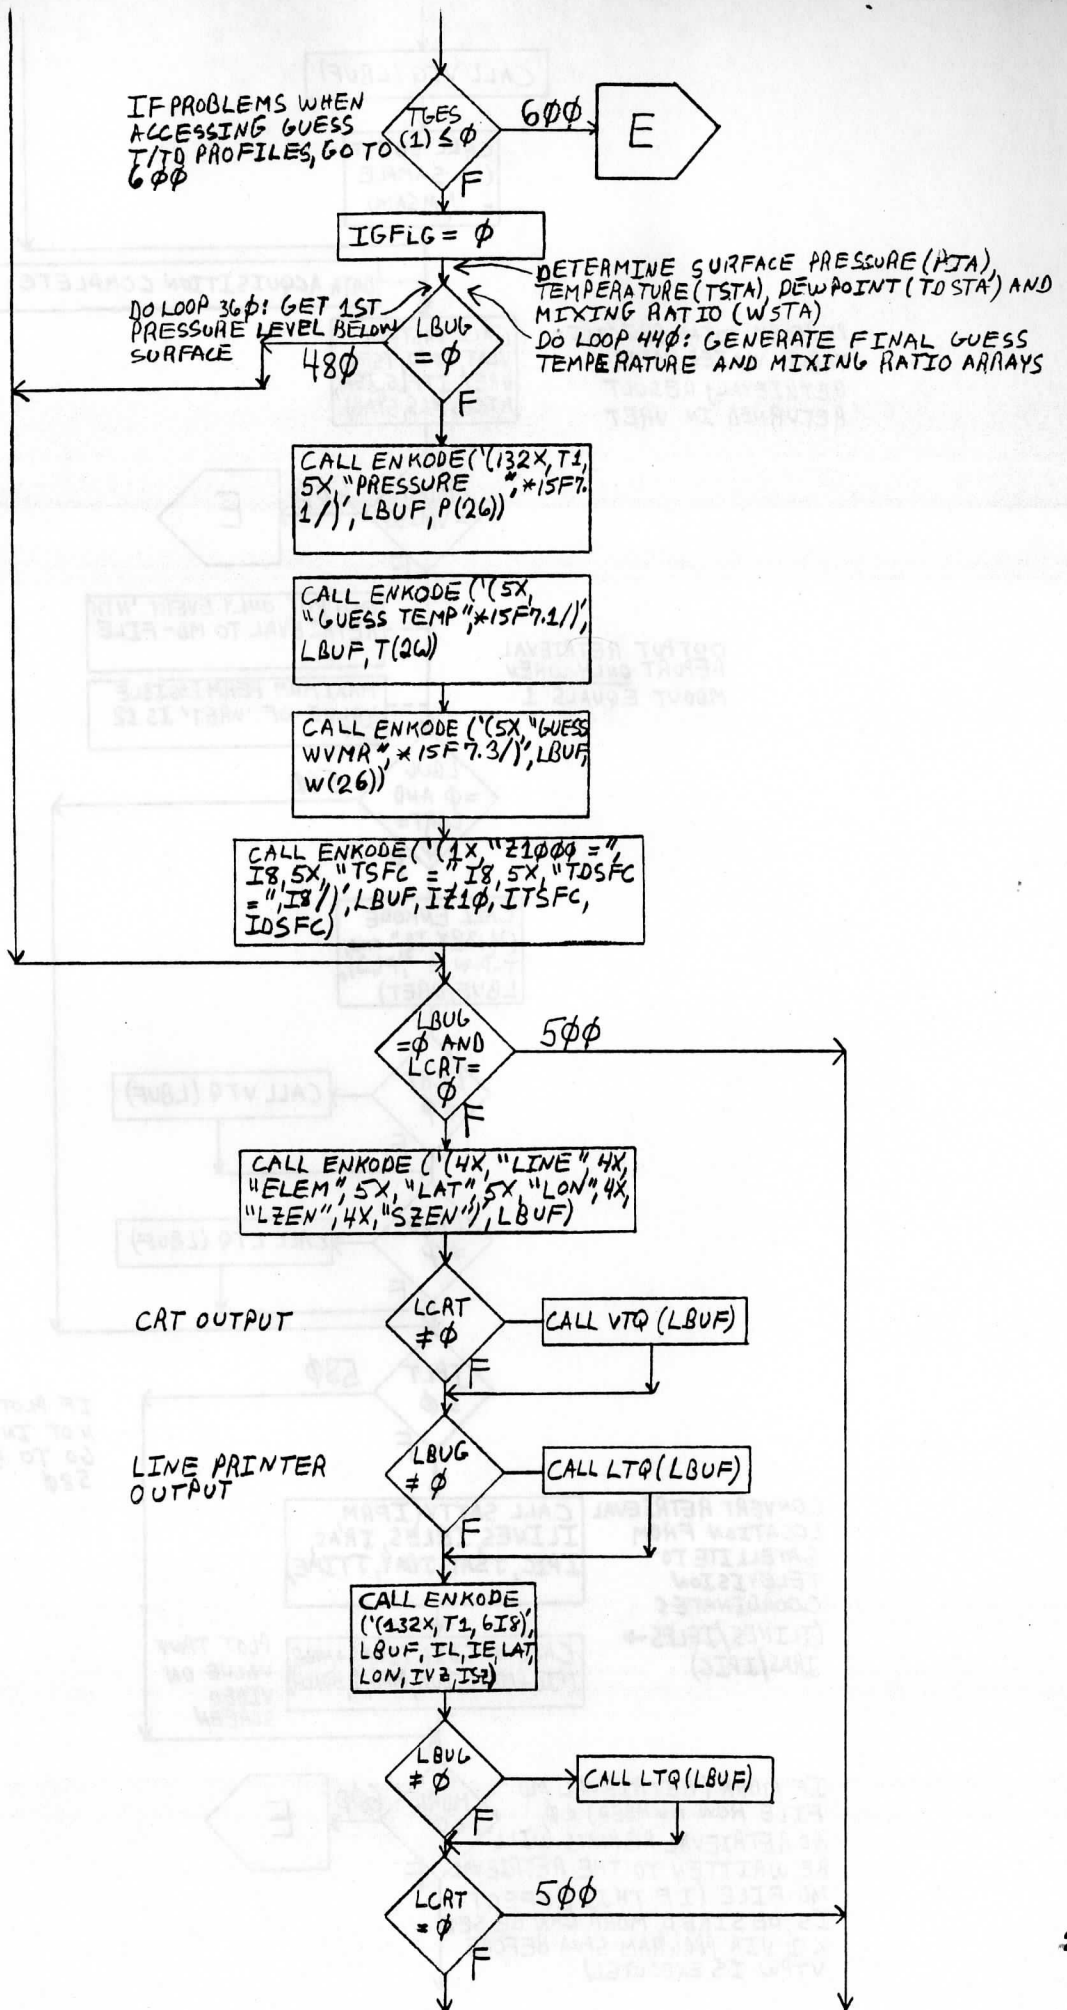 IF PROBLEMS WHEN
ACCESSING GUESS
T/TD PROFILES, GO TO
6ØØ
TGES
(1) ≤ Ø
6ØØ
E
F
IGFLG = Ø
DETERMINE SURFACE PRESSURE (PSTA),
TEMPERATURE (TSTA), DEWPOINT (TDSTA) AND
MIXING RATIO (WSTA)
DO LOOP 44Ø: GENERATE FINAL GUESS
TEMPERATURE AND MIXING RATIO ARRAYS
DO LOOP 36Ø: GET 1ST
PRESSURE LEVEL BELOW
SURFACE
LBUG
= Ø
48Ø
F
CALL ENKODE('(132X, T1,
5X, "PRESSURE    ",*15F7.
1/)', LBUF, P(26))
CALL ENKODE ('(5X,
"GUESS TEMP",*15F7.1/)',
LBUF, T(26))
CALL ENKODE ('(5X, "GUESS
WVMR",*15F7.3/)', LBUF,
W(26))
CALL ENKODE('(1X, "Z1ØØØ =",
I8, 5X, "TSFC = " I8, 5X, "TDSFC
=", I8/)', LBUF, IZ1Ø, ITSFC,
IDSFC)
LBUG
=Ø AND
LCRT=
Ø
5ØØ
F
CALL ENKODE ('(4X, "LINE", 4X,
"ELEM", 5X, "LAT", 5X, "LON", 4X,
"LZEN", 4X, "SZEN")', LBUF)
CRT OUTPUT
LCRT
≠ Ø
CALL VTQ (LBUF)
F
LINE PRINTER
OUTPUT
LBUG
≠ Ø
CALL LTQ (LBUF)
F
CALL ENKODE
('(132X, T1, 6I8)',
LBUF, IL, IE, LAT,
LON, IVZ, ISZ)
LBUG
≠ Ø
CALL LTQ (LBUF)
F
LCRT
= Ø
5ØØ
F